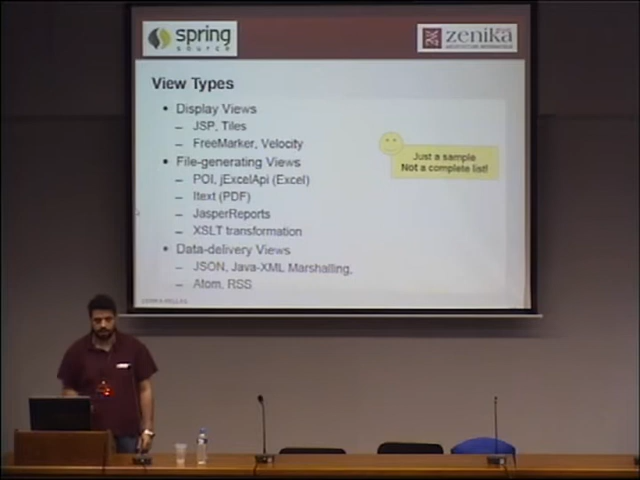 spring
source
zenika
View Types
• Display Views
– JSP, Tiles
– FreeMarker, Velocity
• File-generating Views
– POI, jExcelApi (Excel)
– Itext (PDF)
– JasperReports
– XSLT transformation
• Data-delivery Views
– JSON, Java-XML Marshalling,
– Atom, RSS
Just a sample
Not a complete list!